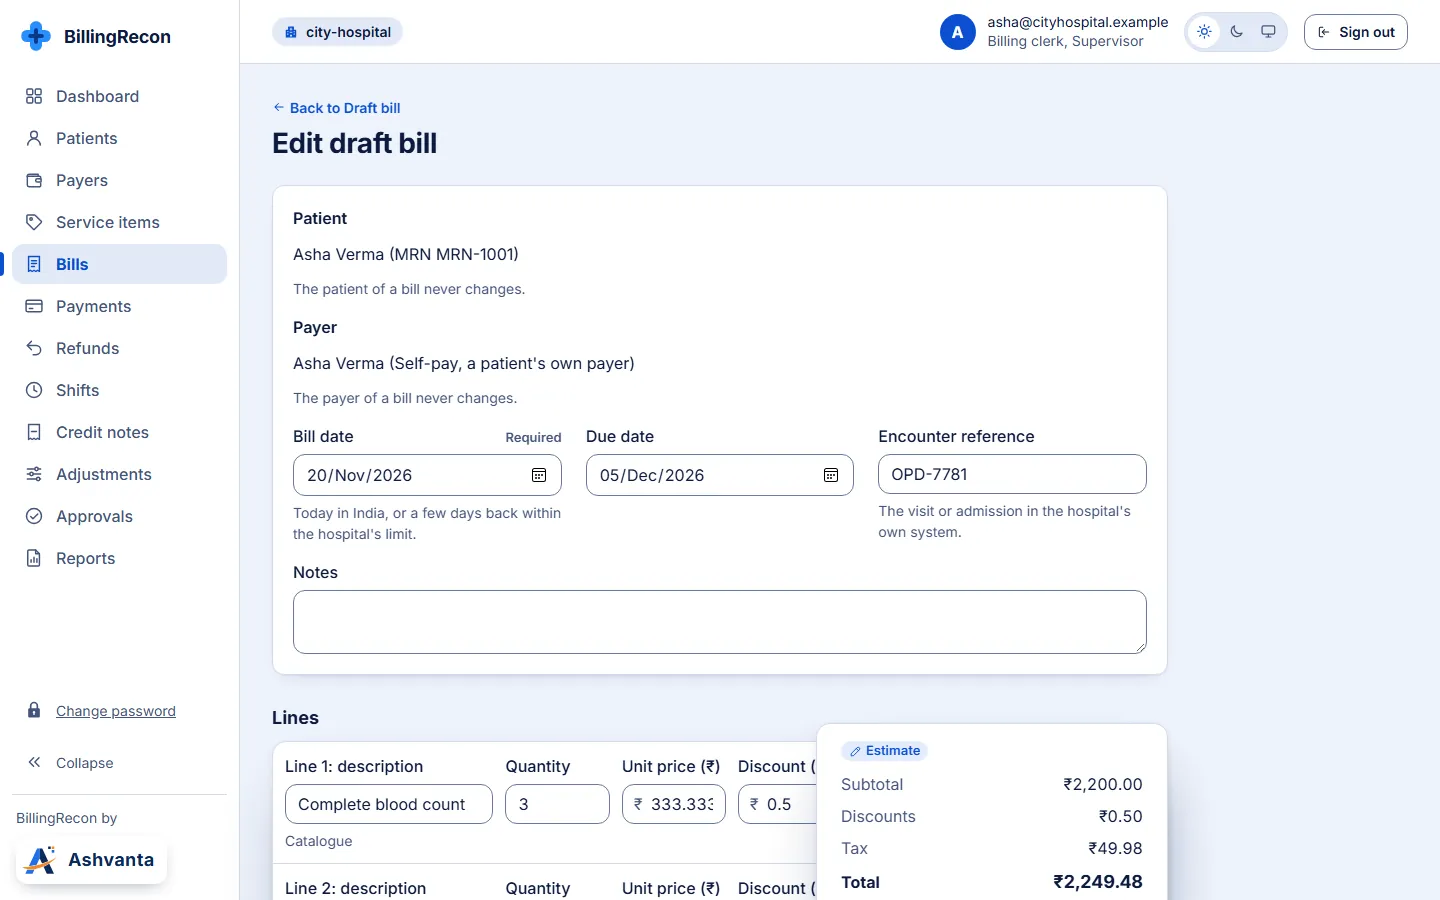 BillingRecon
city-hospital
A
asha@cityhospital.example
Billing clerk, Supervisor
Sign out
Dashboard
Patients
Payers
Service items
Bills
Payments
Refunds
Shifts
Credit notes
Adjustments
Approvals
Reports
Change password
Collapse
BillingRecon by
Ashvanta
← Back to Draft bill
Edit draft bill
Patient
Asha Verma (MRN MRN-1001)
The patient of a bill never changes.
Payer
Asha Verma (Self-pay, a patient's own payer)
The payer of a bill never changes.
Bill date Required
20/Nov/2026
Today in India, or a few days back within
the hospital's limit.
Due date
05/Dec/2026
Encounter reference
OPD-7781
The visit or admission in the hospital's
own system.
Notes
Lines
Line 1: description Quantity Unit price (₹) Discount (
Complete blood count 3 ₹ 333.333 ₹ 0.5
Catalogue
Line 2: description Quantity Unit price (₹) Discount (
Estimate
Subtotal ₹2,200.00
Discounts ₹0.50
Tax ₹49.98
Total ₹2,249.48